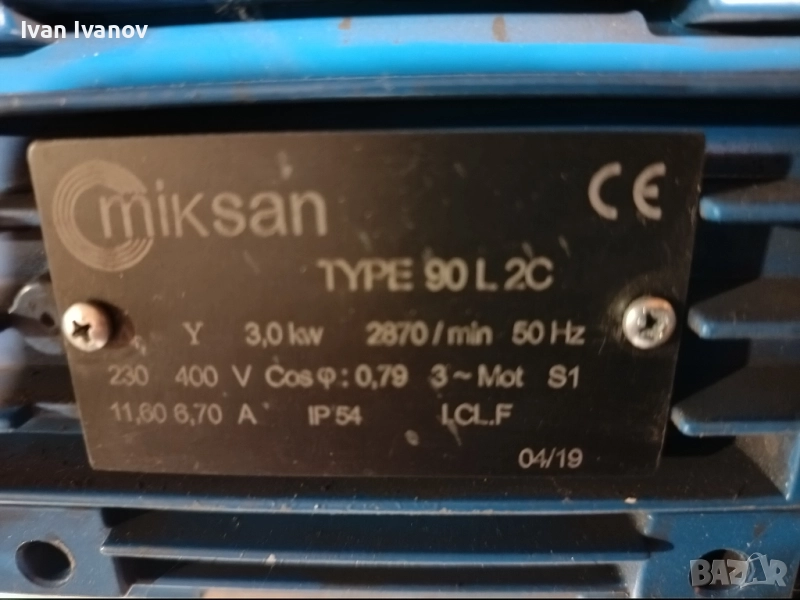 Ivan Ivanov
miksan
CE
TYPE 90 L 2C
Y 3,0 kw 2870 / min 50 Hz
230 400 V Cos φ : 0,79 3 ~ Mot S1
11,60 6,70 A IP 54 I.CL.F
04/19
BAZAR